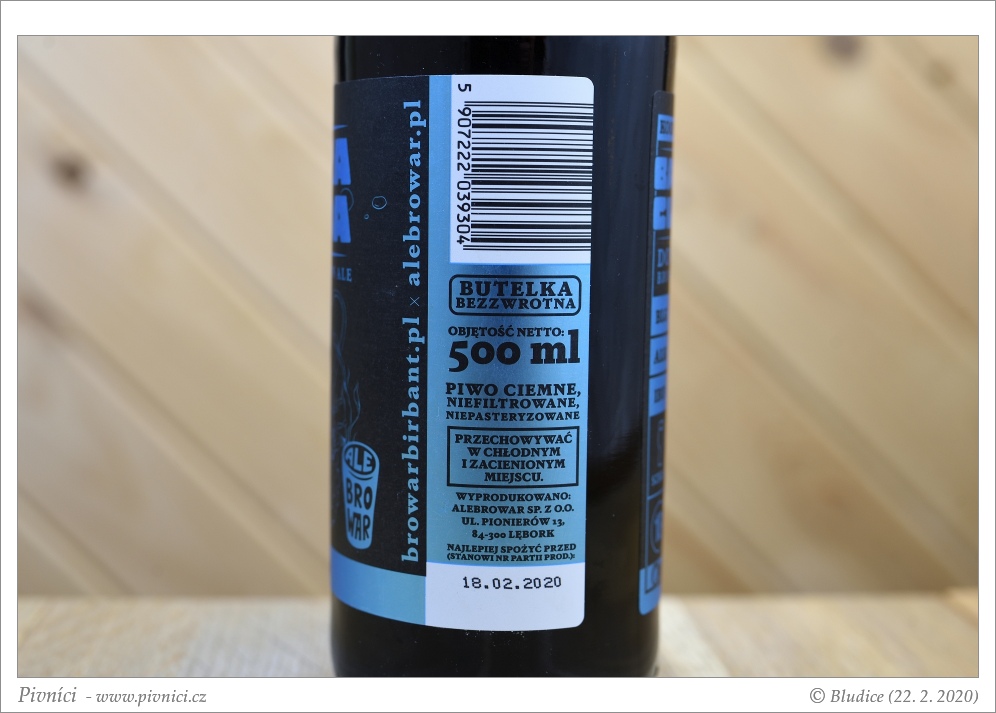 ALE
ALE
BRO
WAR
browarbirbant.pl × alebrowar.pl
5 907222 039304
BUTELKA
BEZZWROTNA
OBJĘTOŚĆ NETTO:
500 ml
PIWO CIEMNE,
NIEFILTROWANE,
NIEPASTERYZOWANE
PRZECHOWYWAĆ
W CHŁODNYM
I ZACIENIONYM
MIEJSCU.
WYPRODUKOWANO:
ALEBROWAR SP. Z O.O.
UL. PIONIERÓW 13,
84-300 LĘBORK
NAJLEPIEJ SPOŻYĆ PRZED
(STANOWI NR PARTII PROD.):
18.02.2020
Pivníci - www.pivnici.cz
© Bludice (22. 2. 2020)